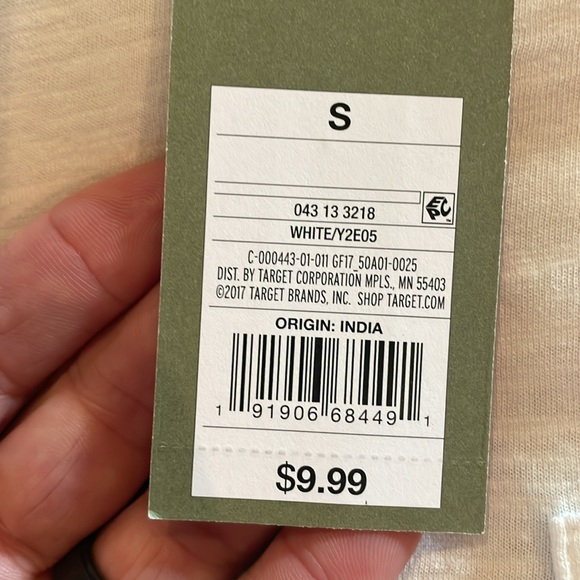 S
EPC
043 13 3218
WHITE/Y2E05
C-000443-01-011 GF17_50A01-0025
DIST. BY TARGET CORPORATION MPLS., MN 55403
©2017 TARGET BRANDS, INC. SHOP TARGET.COM
ORIGIN: INDIA
1 91906 68449 1
$9.99